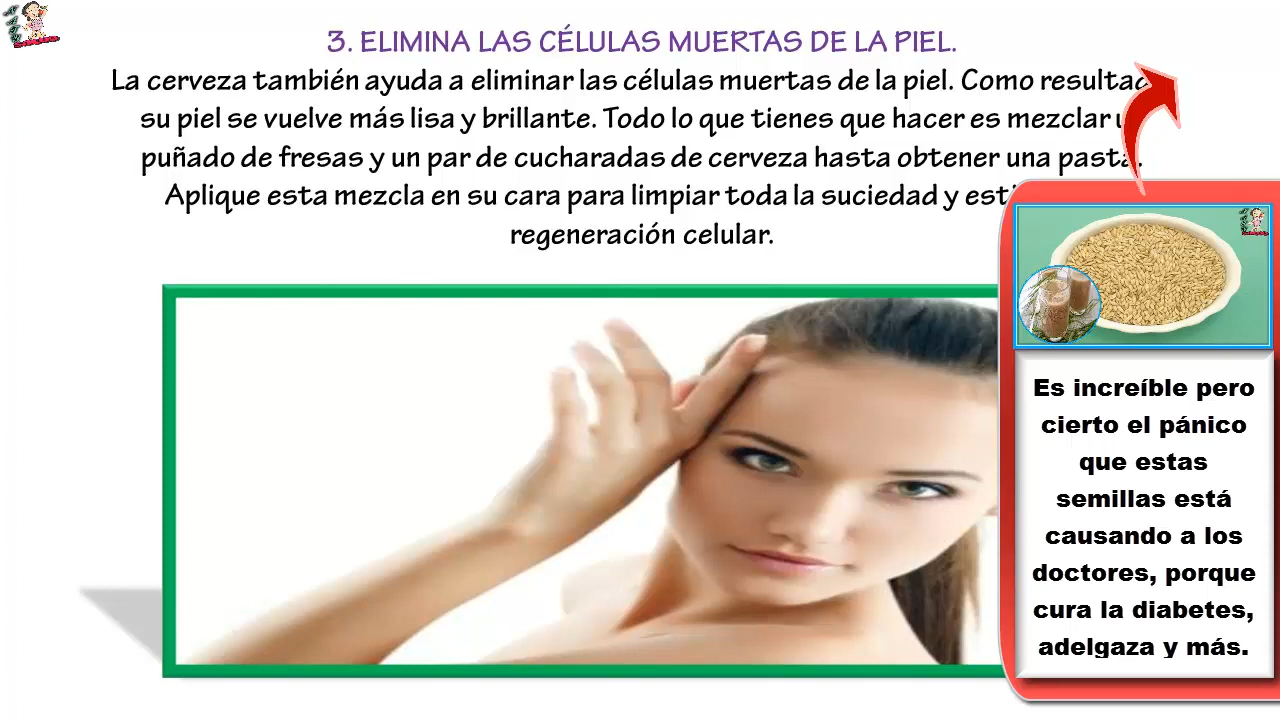 3. ELIMINA LAS CÉLULAS MUERTAS DE LA PIEL.
La cerveza también ayuda a eliminar las células muertas de la piel. Como
su piel se vuelve más lisa y brillante. Todo lo que tienes que hacer es mezclar
puñado de fresas y un par de cucharadas de cerveza hasta obtener una pasta.
Aplique esta mezcla en su cara para limpiar toda la suciedad y
regeneración celular.
Es increíble pero
cierto el pánico
que estas
semillas está
causando a los
doctores, porque
cura la diabetes,
adelgaza y más.